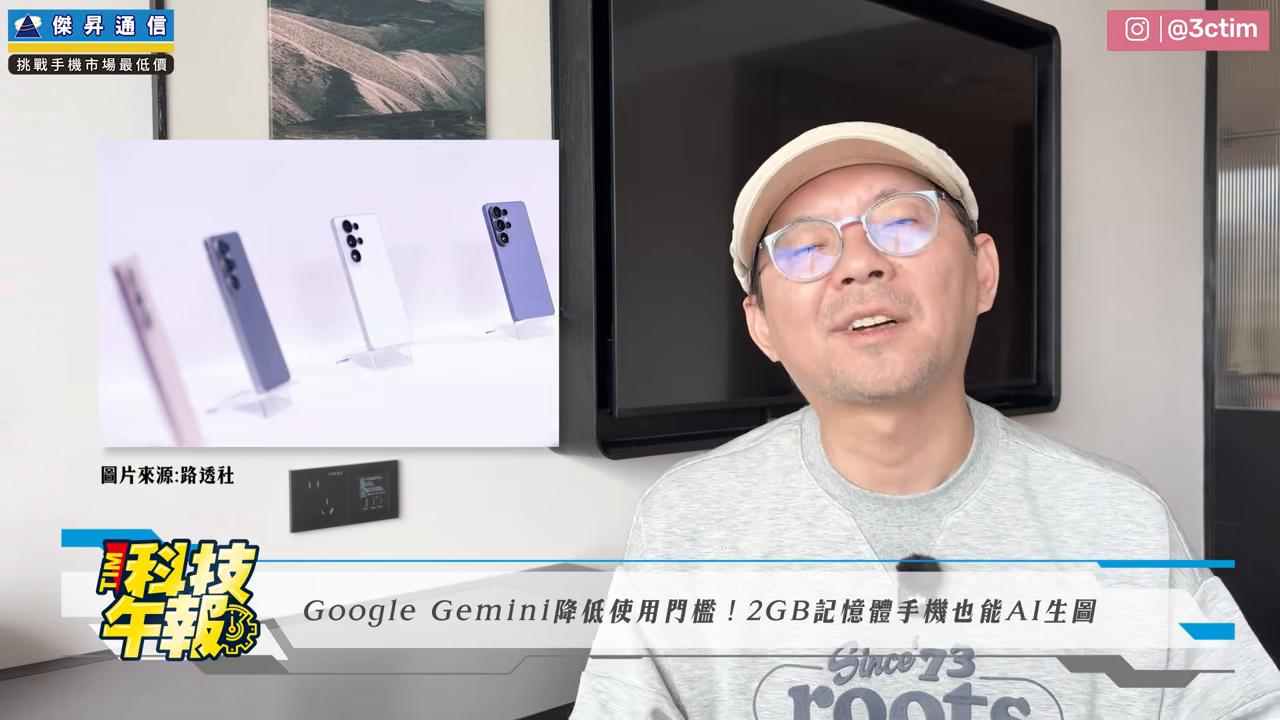 傑昇通信
挑戰手機市場最低價
@3ctim
圖片來源:路透社
TIM
科技
午報
Google Gemini降低使用門檻！2GB記憶體手機也能AI生圖
Since '73
roots